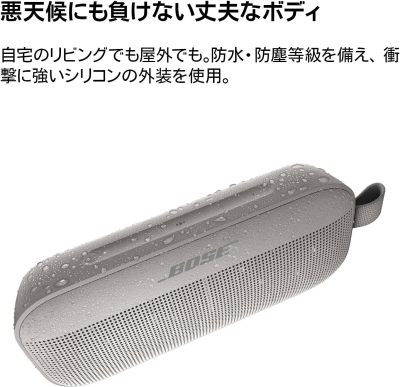 悪天候にも負けない丈夫なボディ
自宅のリビングでも屋外でも。防水・防塵等級を備え、衝
撃に強いシリコンの外装を使用。
BOSE